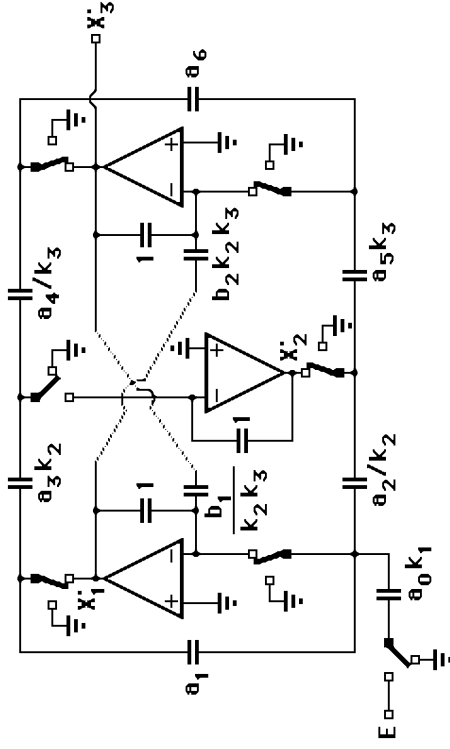 a₃k₂
a₄/k₃
X'₁
X'₃
1
1
a₁
+ −
− +
a₆
b₁
k₂k₃
b₂k₂k₃
− +
1
X'₂
a₂/k₂
a₅k₃
E
a₀k₁